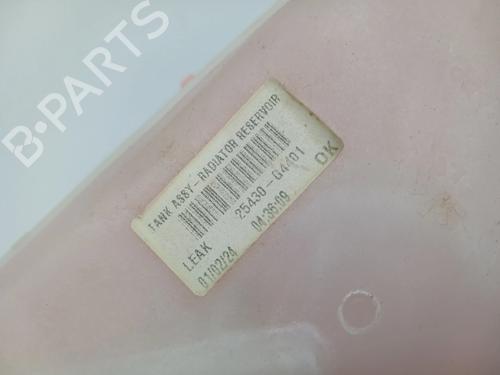 B-PARTS
TANK ASSY-RADIATOR RESERVOIR
LEAK 25430-G4401 OK
01/02/24 04:36:09